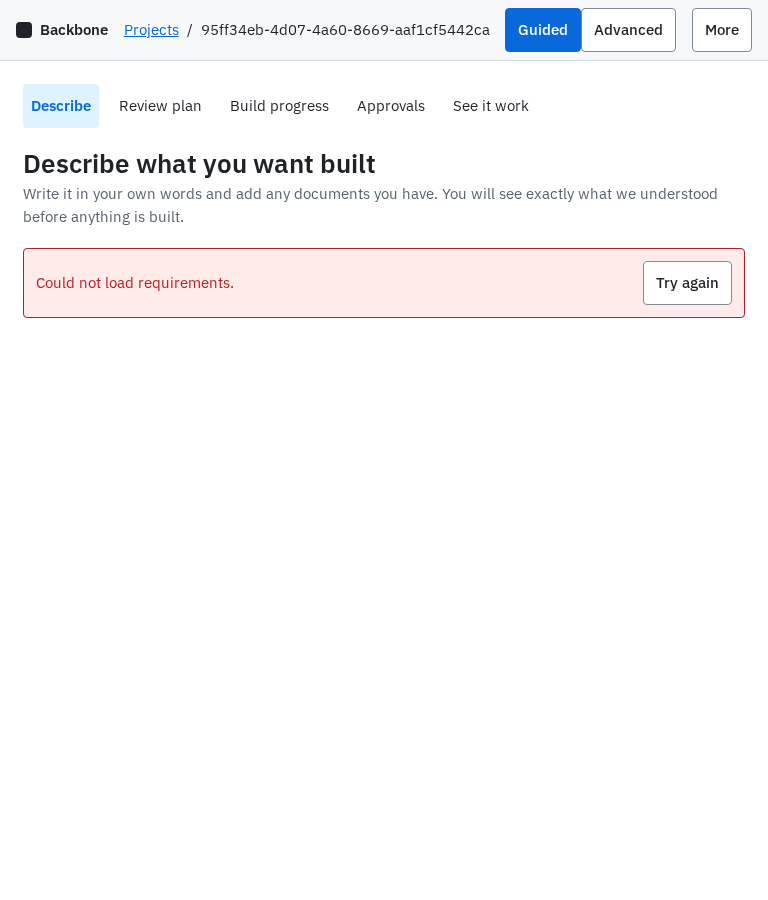 Backbone Projects / 95ff34eb-4d07-4a60-8669-aaf1cf5442ca Guided Advanced More
Describe Review plan Build progress Approvals See it work
Describe what you want built
Write it in your own words and add any documents you have. You will see exactly what we understood
before anything is built.
Could not load requirements. Try again